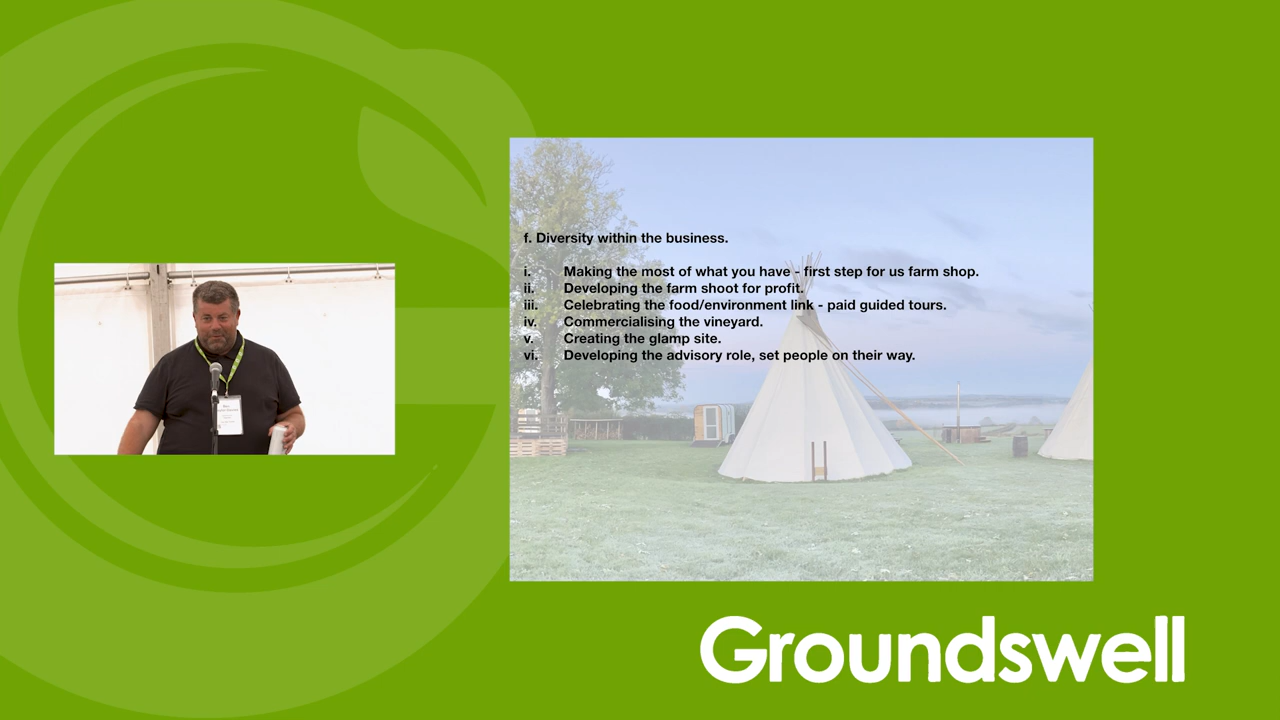 f. Diversity within the business.
i. Making the most of what you have - first step for us farm shop.
ii. Developing the farm shoot for profit.
iii. Celebrating the food/environment link - paid guided tours.
iv. Commercialising the vineyard.
v. Creating the glamp site.
vi. Developing the advisory role, set people on their way.
Groundswell